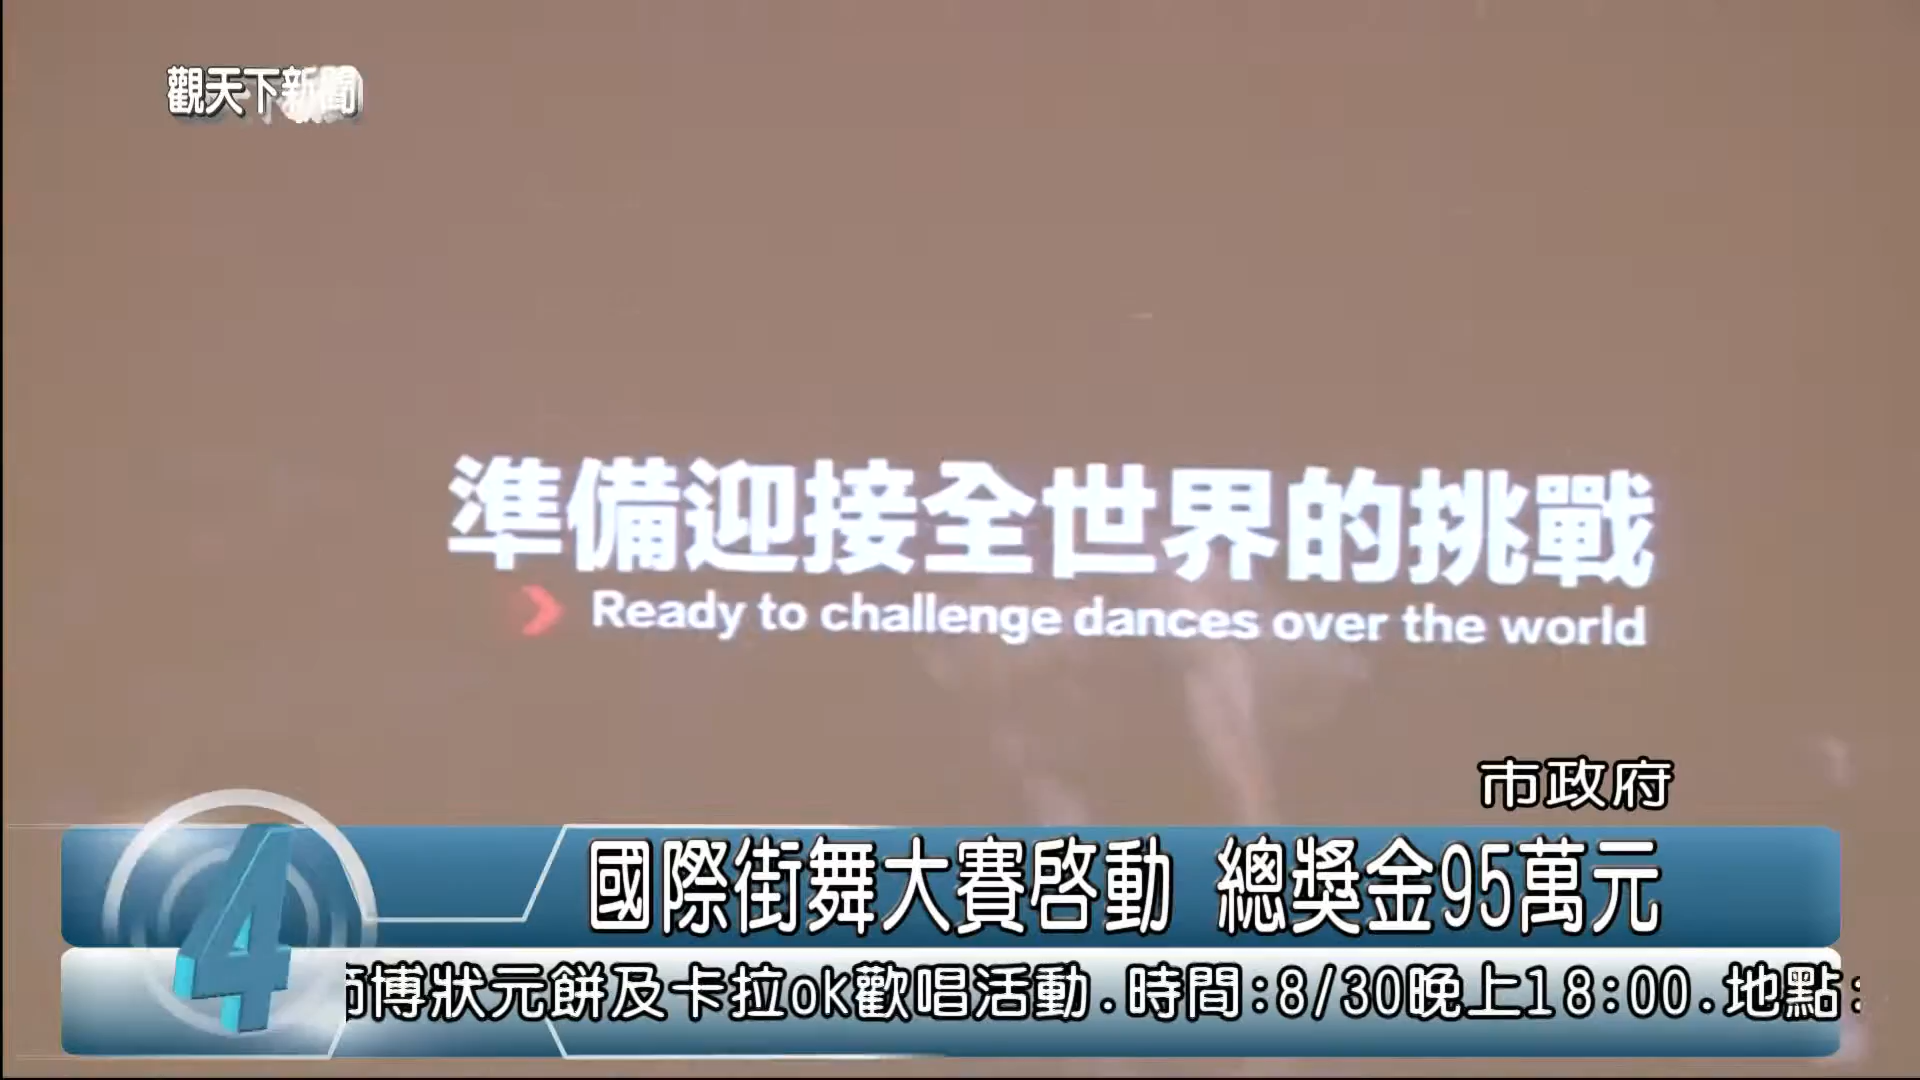 觀天下新聞
準備迎接全世界的挑戰
Ready to challenge dances over the world
市政府
國際街舞大賽啓動 總獎金95萬元
4
節博狀元餅及卡拉ok歡唱活動.時間:8/30晚上18:00.地點: